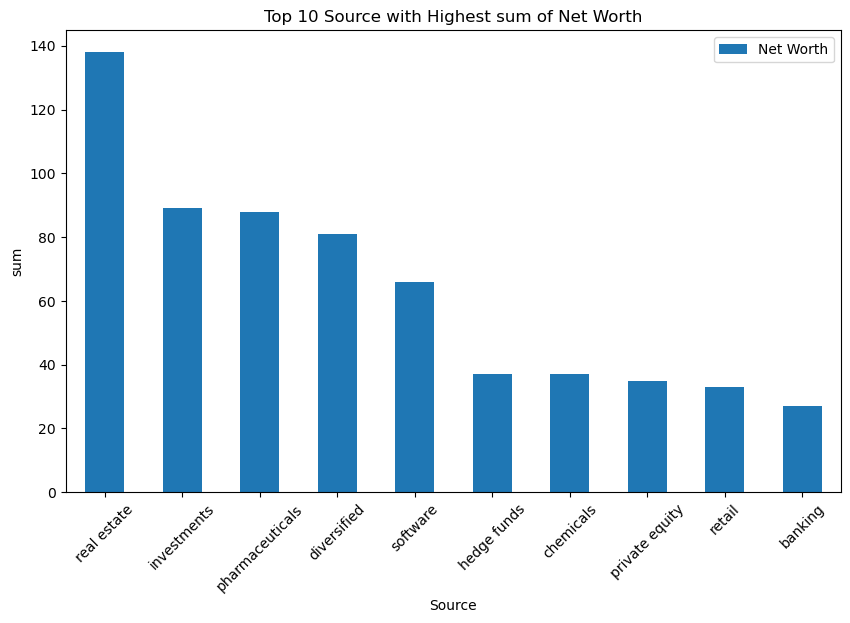 Top 10 Source with Highest sum of Net Worth
Net Worth
sum
140
120
100
80
60
40
20
0
real estate
investments
pharmaceuticals
diversified
software
hedge funds
chemicals
private equity
retail
banking
Source